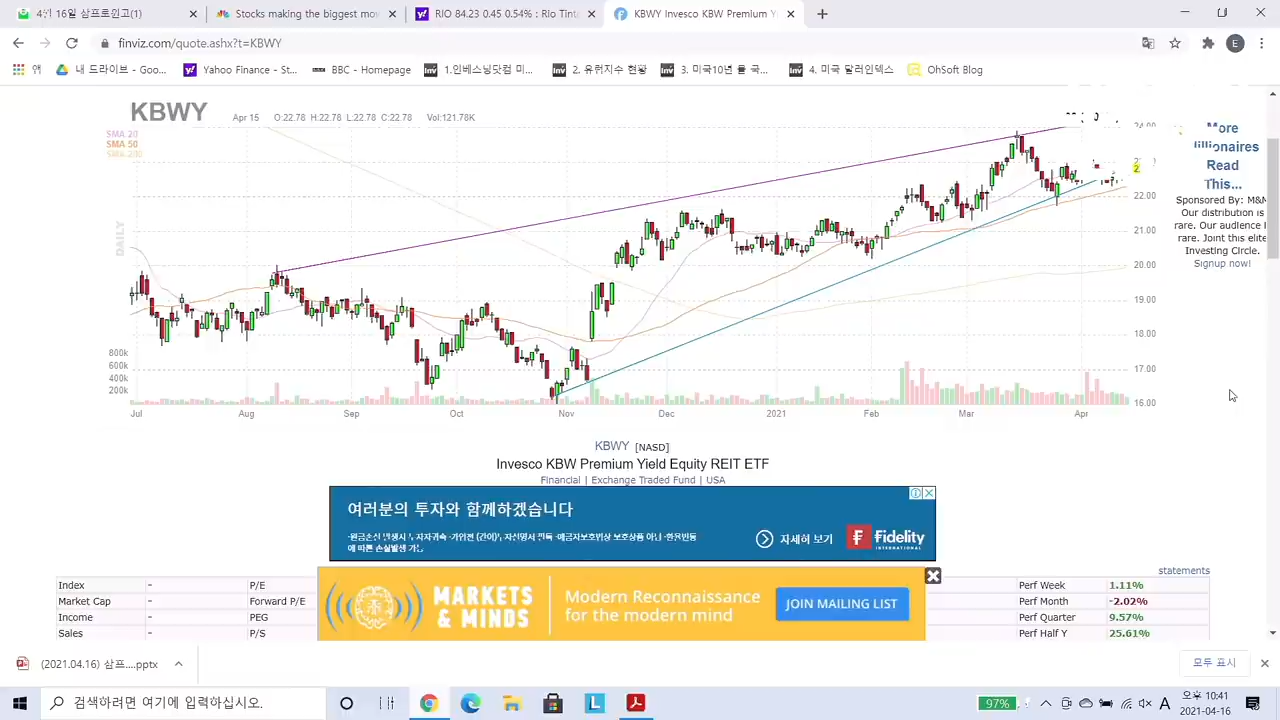 4월 16일 삼프로원고(1)
Stocks making the biggest mov
RIO 84.23 0.45 0.54% : Rio Tint
KBWY Invesco KBW Premium Y
finviz.com/quote.ashx?t=KBWY
E
앱
내 드라이브 - Goo...
Yahoo Finance - St...
BBC - Homepage
1.인베스닝닷컴 미...
2. 유럽지수 현황
3. 미국10년 물 국...
4. 미국 달러인덱스
OhSoft Blog
KBWY
Apr 15 O:22.78 H:22.78 L:22.78 C:22.78 Vol:121.78K
SMA 20
SMA 50
SMA 200
DAILY
24.00
22.00
21.00
20.00
19.00
18.00
17.00
16.00
800k
600k
400k
200k
Jul Aug Sep Oct Nov Dec 2021 Feb Mar Apr
More
Read
This...
Sponsored By: M&M
Our distribution is
rare. Our audience i
rare. Joint this elite
Investing Circle.
Signup now!
KBWY [NASD]
Invesco KBW Premium Yield Equity REIT ETF
Financial | Exchange Traded Fund | USA
여러분의 투자와 함께하겠습니다
자세히 보기
Fidelity
INTERNATIONAL
statements
MARKETS
& MINDS
Modern Reconnaissance
for the modern mind
JOIN MAILING LIST
Index - P/E Perf Week 1.11%
Market Cap - Forward P/E Perf Month -2.02%
Income - PEG Perf Quarter 9.57%
Sales - P/S Perf Half Y 25.61%
(2021.04.16) 삼프....pptx
모두 표시
검색하려면 여기에 입력하십시오.
97%
A
오후 10:41
2021-04-16